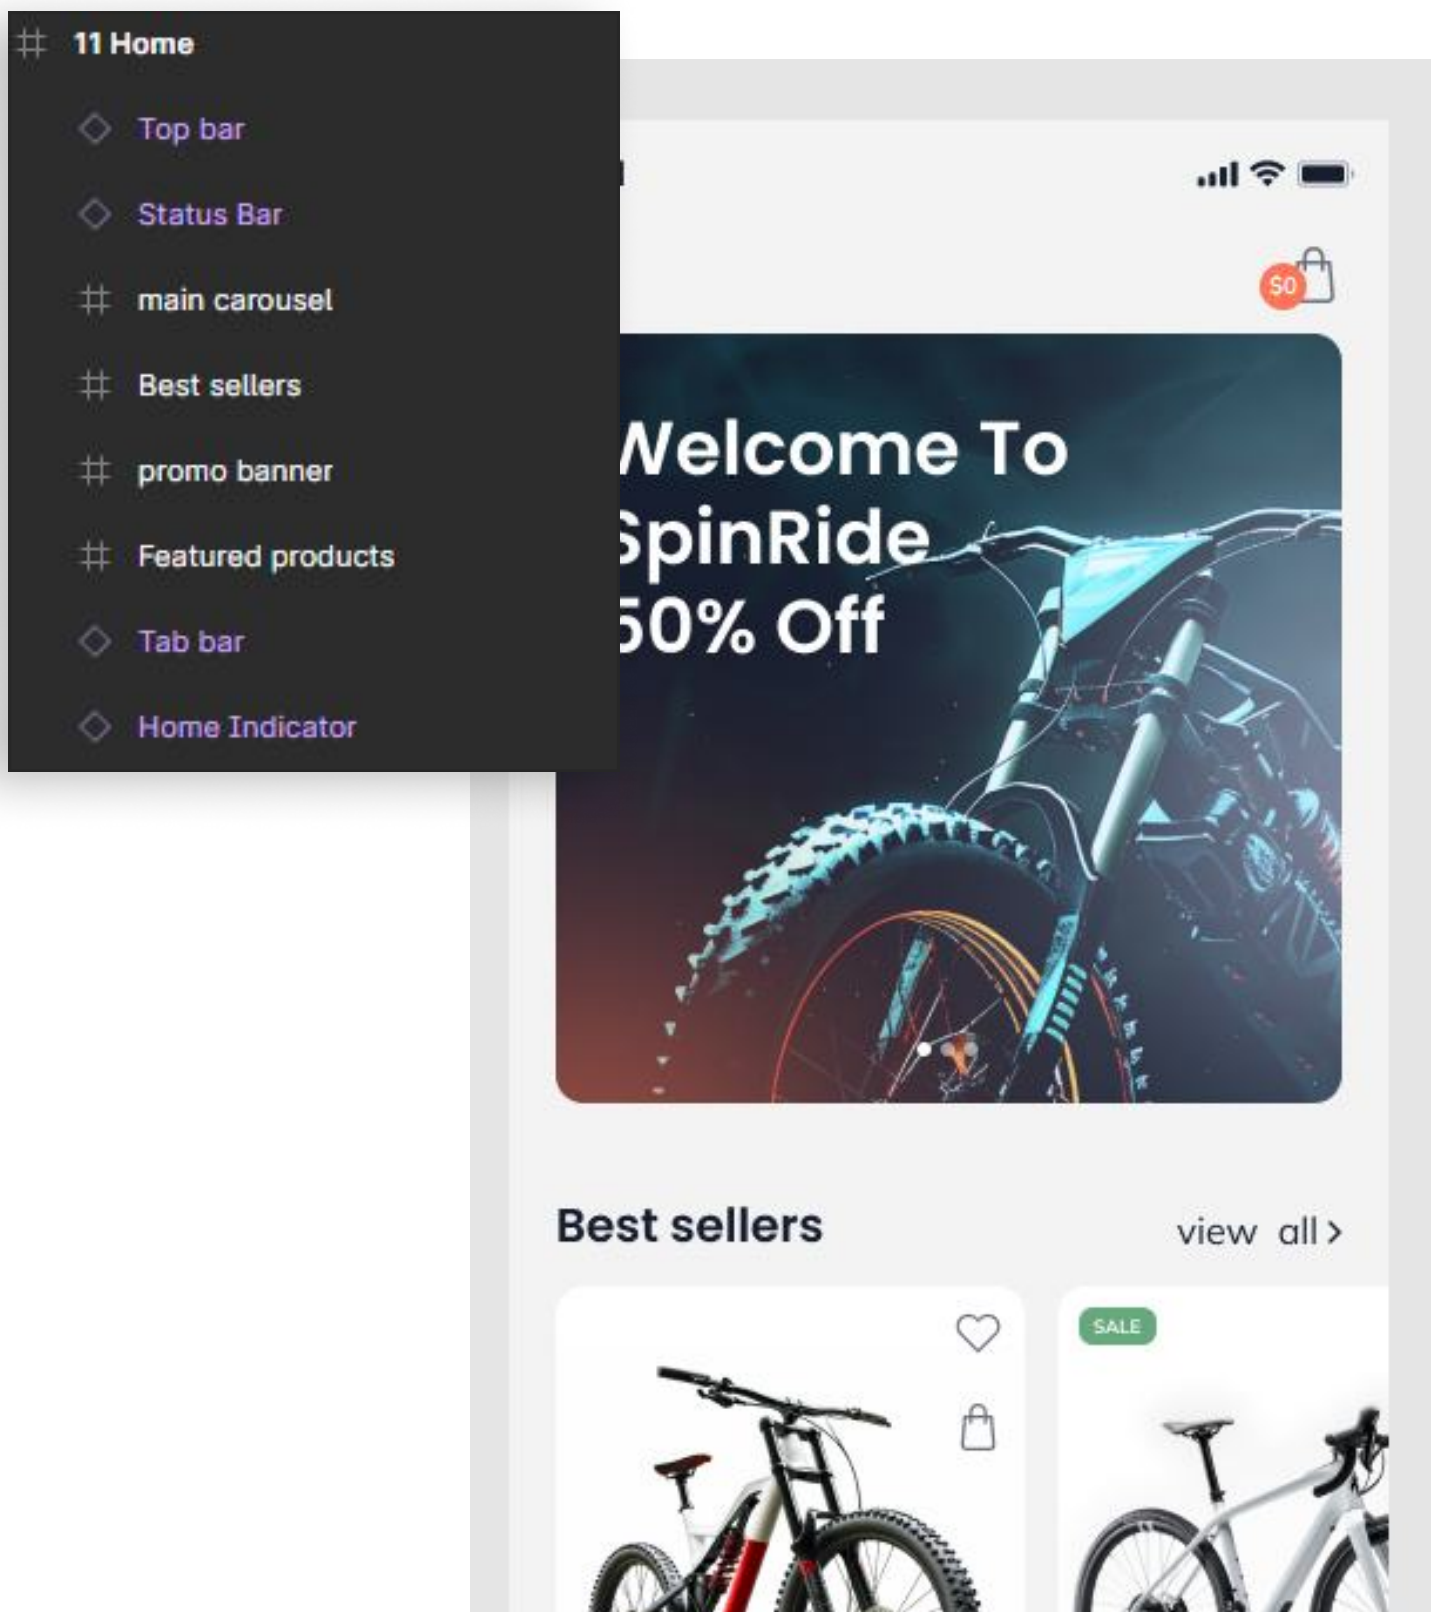 11 Home
Top bar
Status Bar
main carousel
Best sellers
promo banner
Featured products
Tab bar
Home Indicator
$0
Welcome To
SpinRide
50% Off
Best sellers
view all
SALE